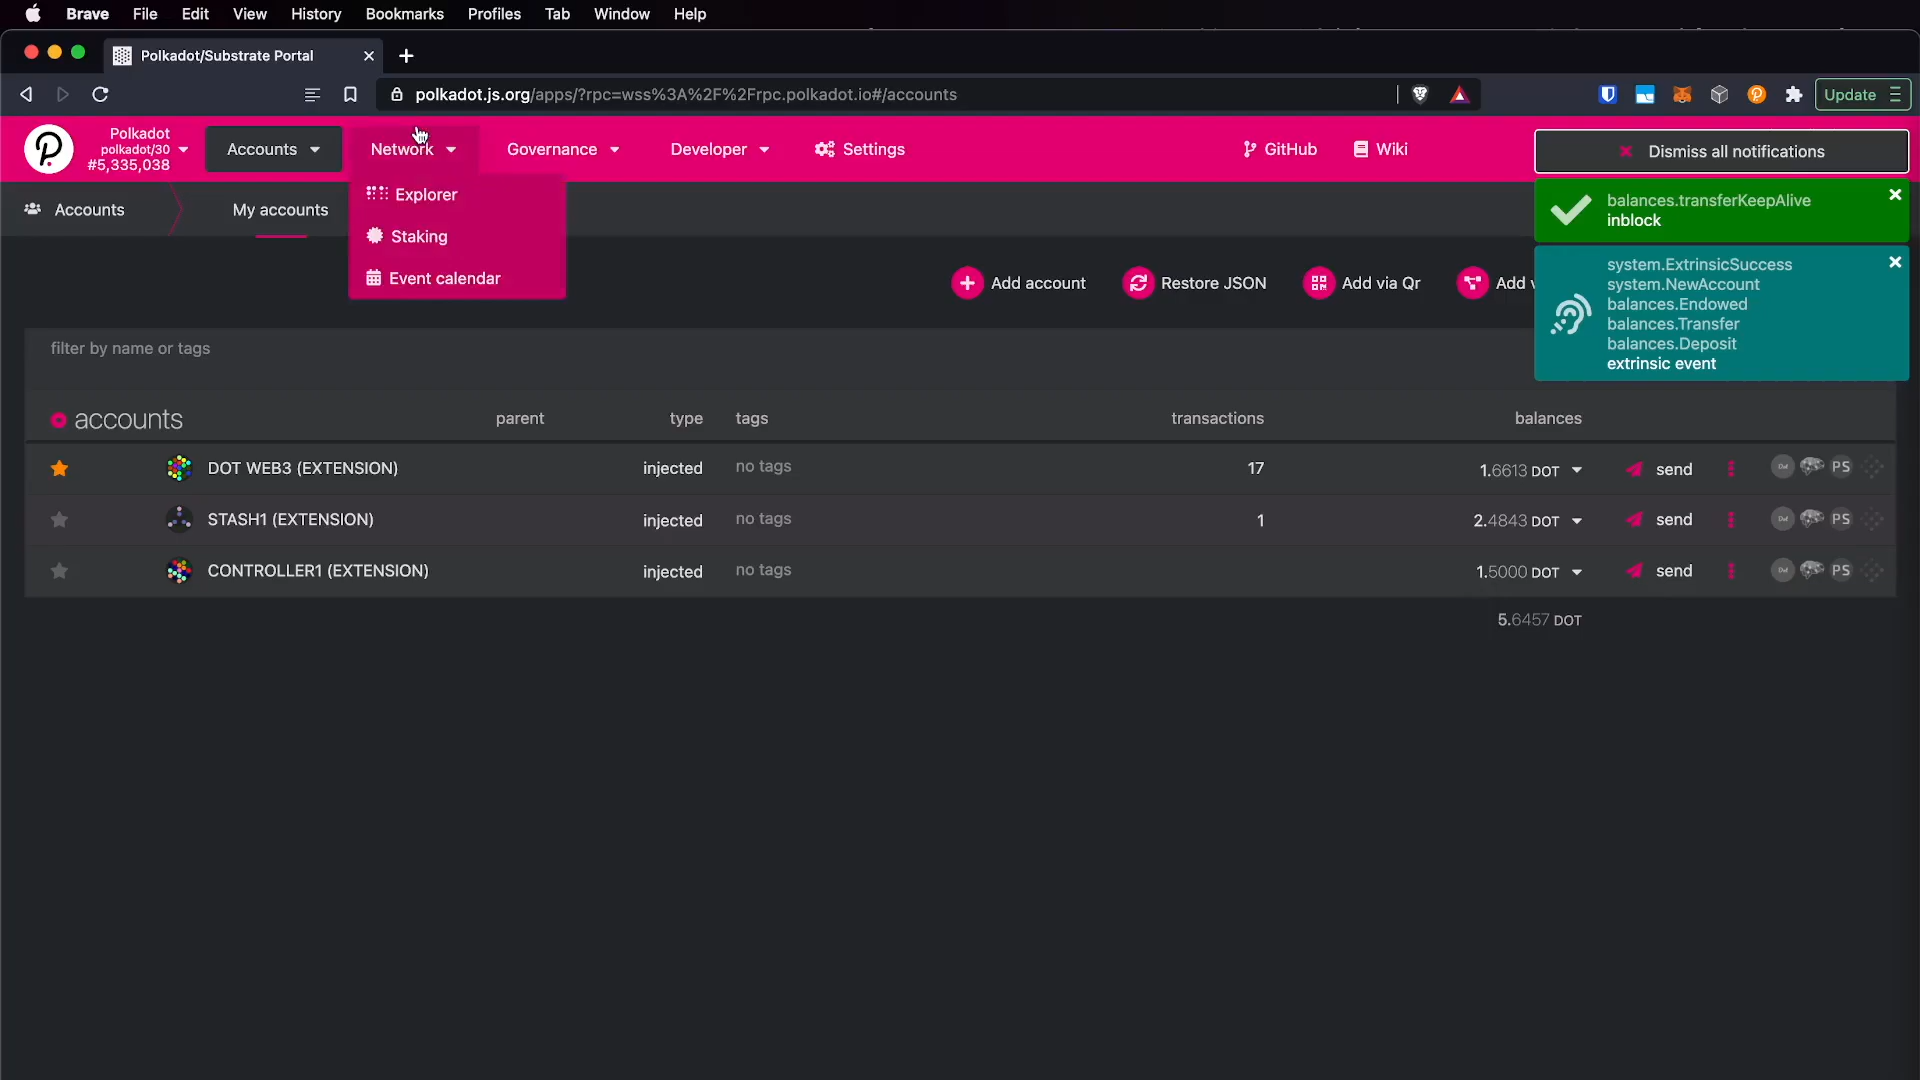 Brave File Edit View History Bookmarks Profiles Tab Window Help
Polkadot/Substrate Portal
polkadot.js.org/apps/?rpc=wss%3A%2F%2Frpc.polkadot.io#/accounts
Update
Polkadot
polkadot/30
#5,335,038
Accounts
Network
Governance
Developer
Settings
GitHub
Wiki
Dismiss all notifications
Accounts
My accounts
Explorer
Staking
Event calendar
balances.transferKeepAlive
inblock
system.ExtrinsicSuccess
system.NewAccount
balances.Endowed
balances.Transfer
balances.Deposit
extrinsic event
Add account
Restore JSON
Add via Qr
Add
filter by name or tags
accounts parent type tags transactions balances
DOT WEB3 (EXTENSION) injected no tags 17 1.6613 DOT send PS
STASH1 (EXTENSION) injected no tags 1 2.4843 DOT send PS
CONTROLLER1 (EXTENSION) injected no tags 1.5000 DOT send PS
5.6457 DOT